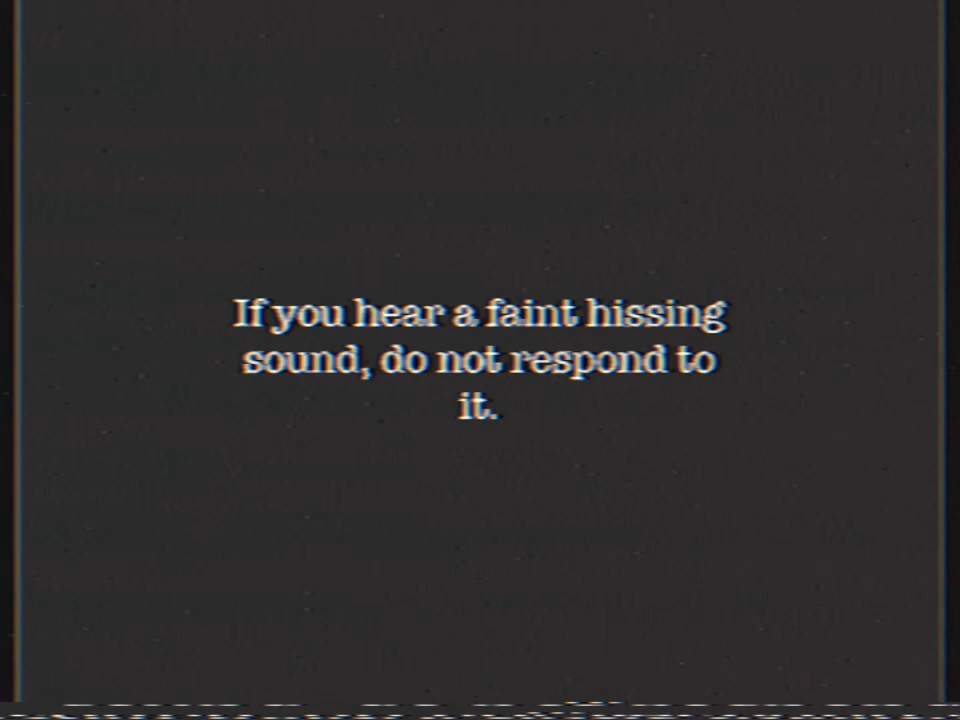 If you hear a faint hissing
sound, do not respond to
it.